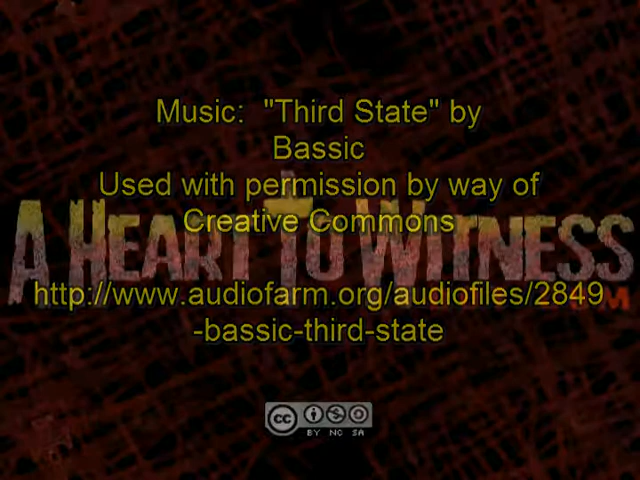 Music:  "Third State" by
Bassic
Used with permission by way of
Creative Commons
A HEART TO WITNESS
http://www.audiofarm.org/audiofiles/2849
-bassic-third-state
cc
BY NC SA